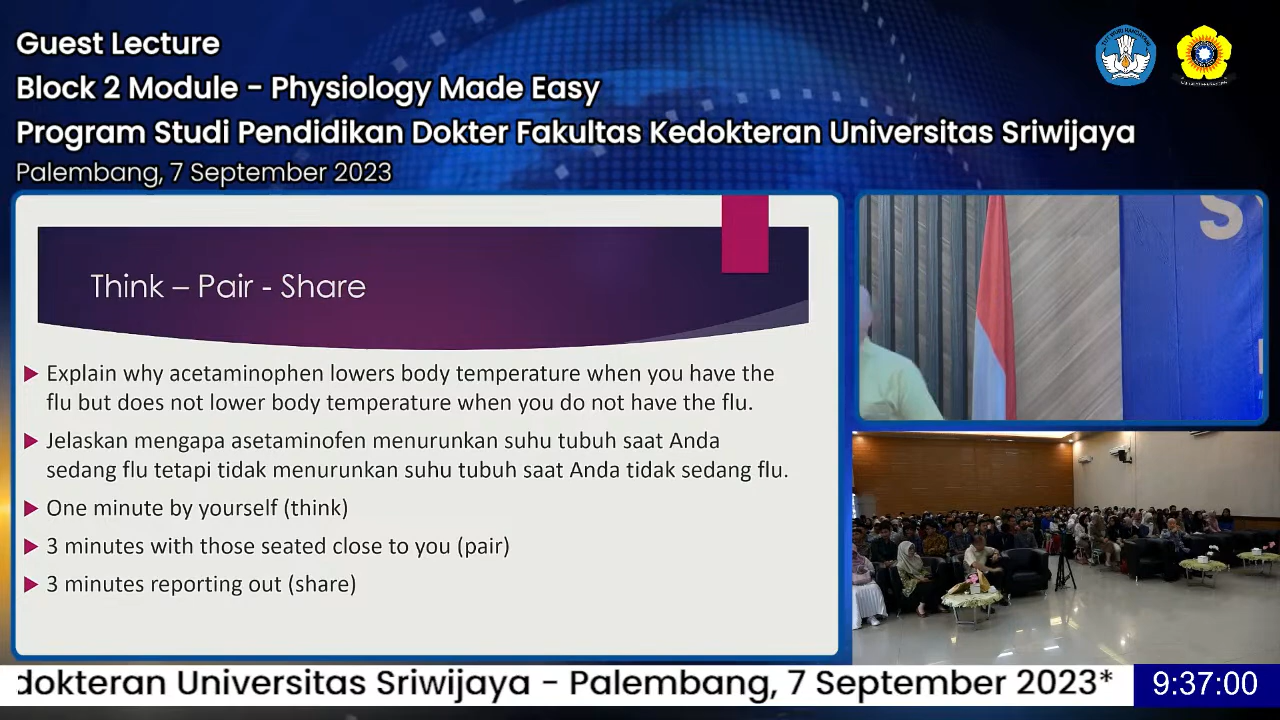 Guest Lecture
Block 2 Module - Physiology Made Easy
Program Studi Pendidikan Dokter Fakultas Kedokteran Universitas Sriwijaya
Palembang, 7 September 2023
Think – Pair - Share
Explain why acetaminophen lowers body temperature when you have the
flu but does not lower body temperature when you do not have the flu.
Jelaskan mengapa asetaminofen menurunkan suhu tubuh saat Anda
sedang flu tetapi tidak menurunkan suhu tubuh saat Anda tidak sedang flu.
One minute by yourself (think)
3 minutes with those seated close to you (pair)
3 minutes reporting out (share)
S
dokteran Universitas Sriwijaya - Palembang, 7 September 2023*
9:37:00